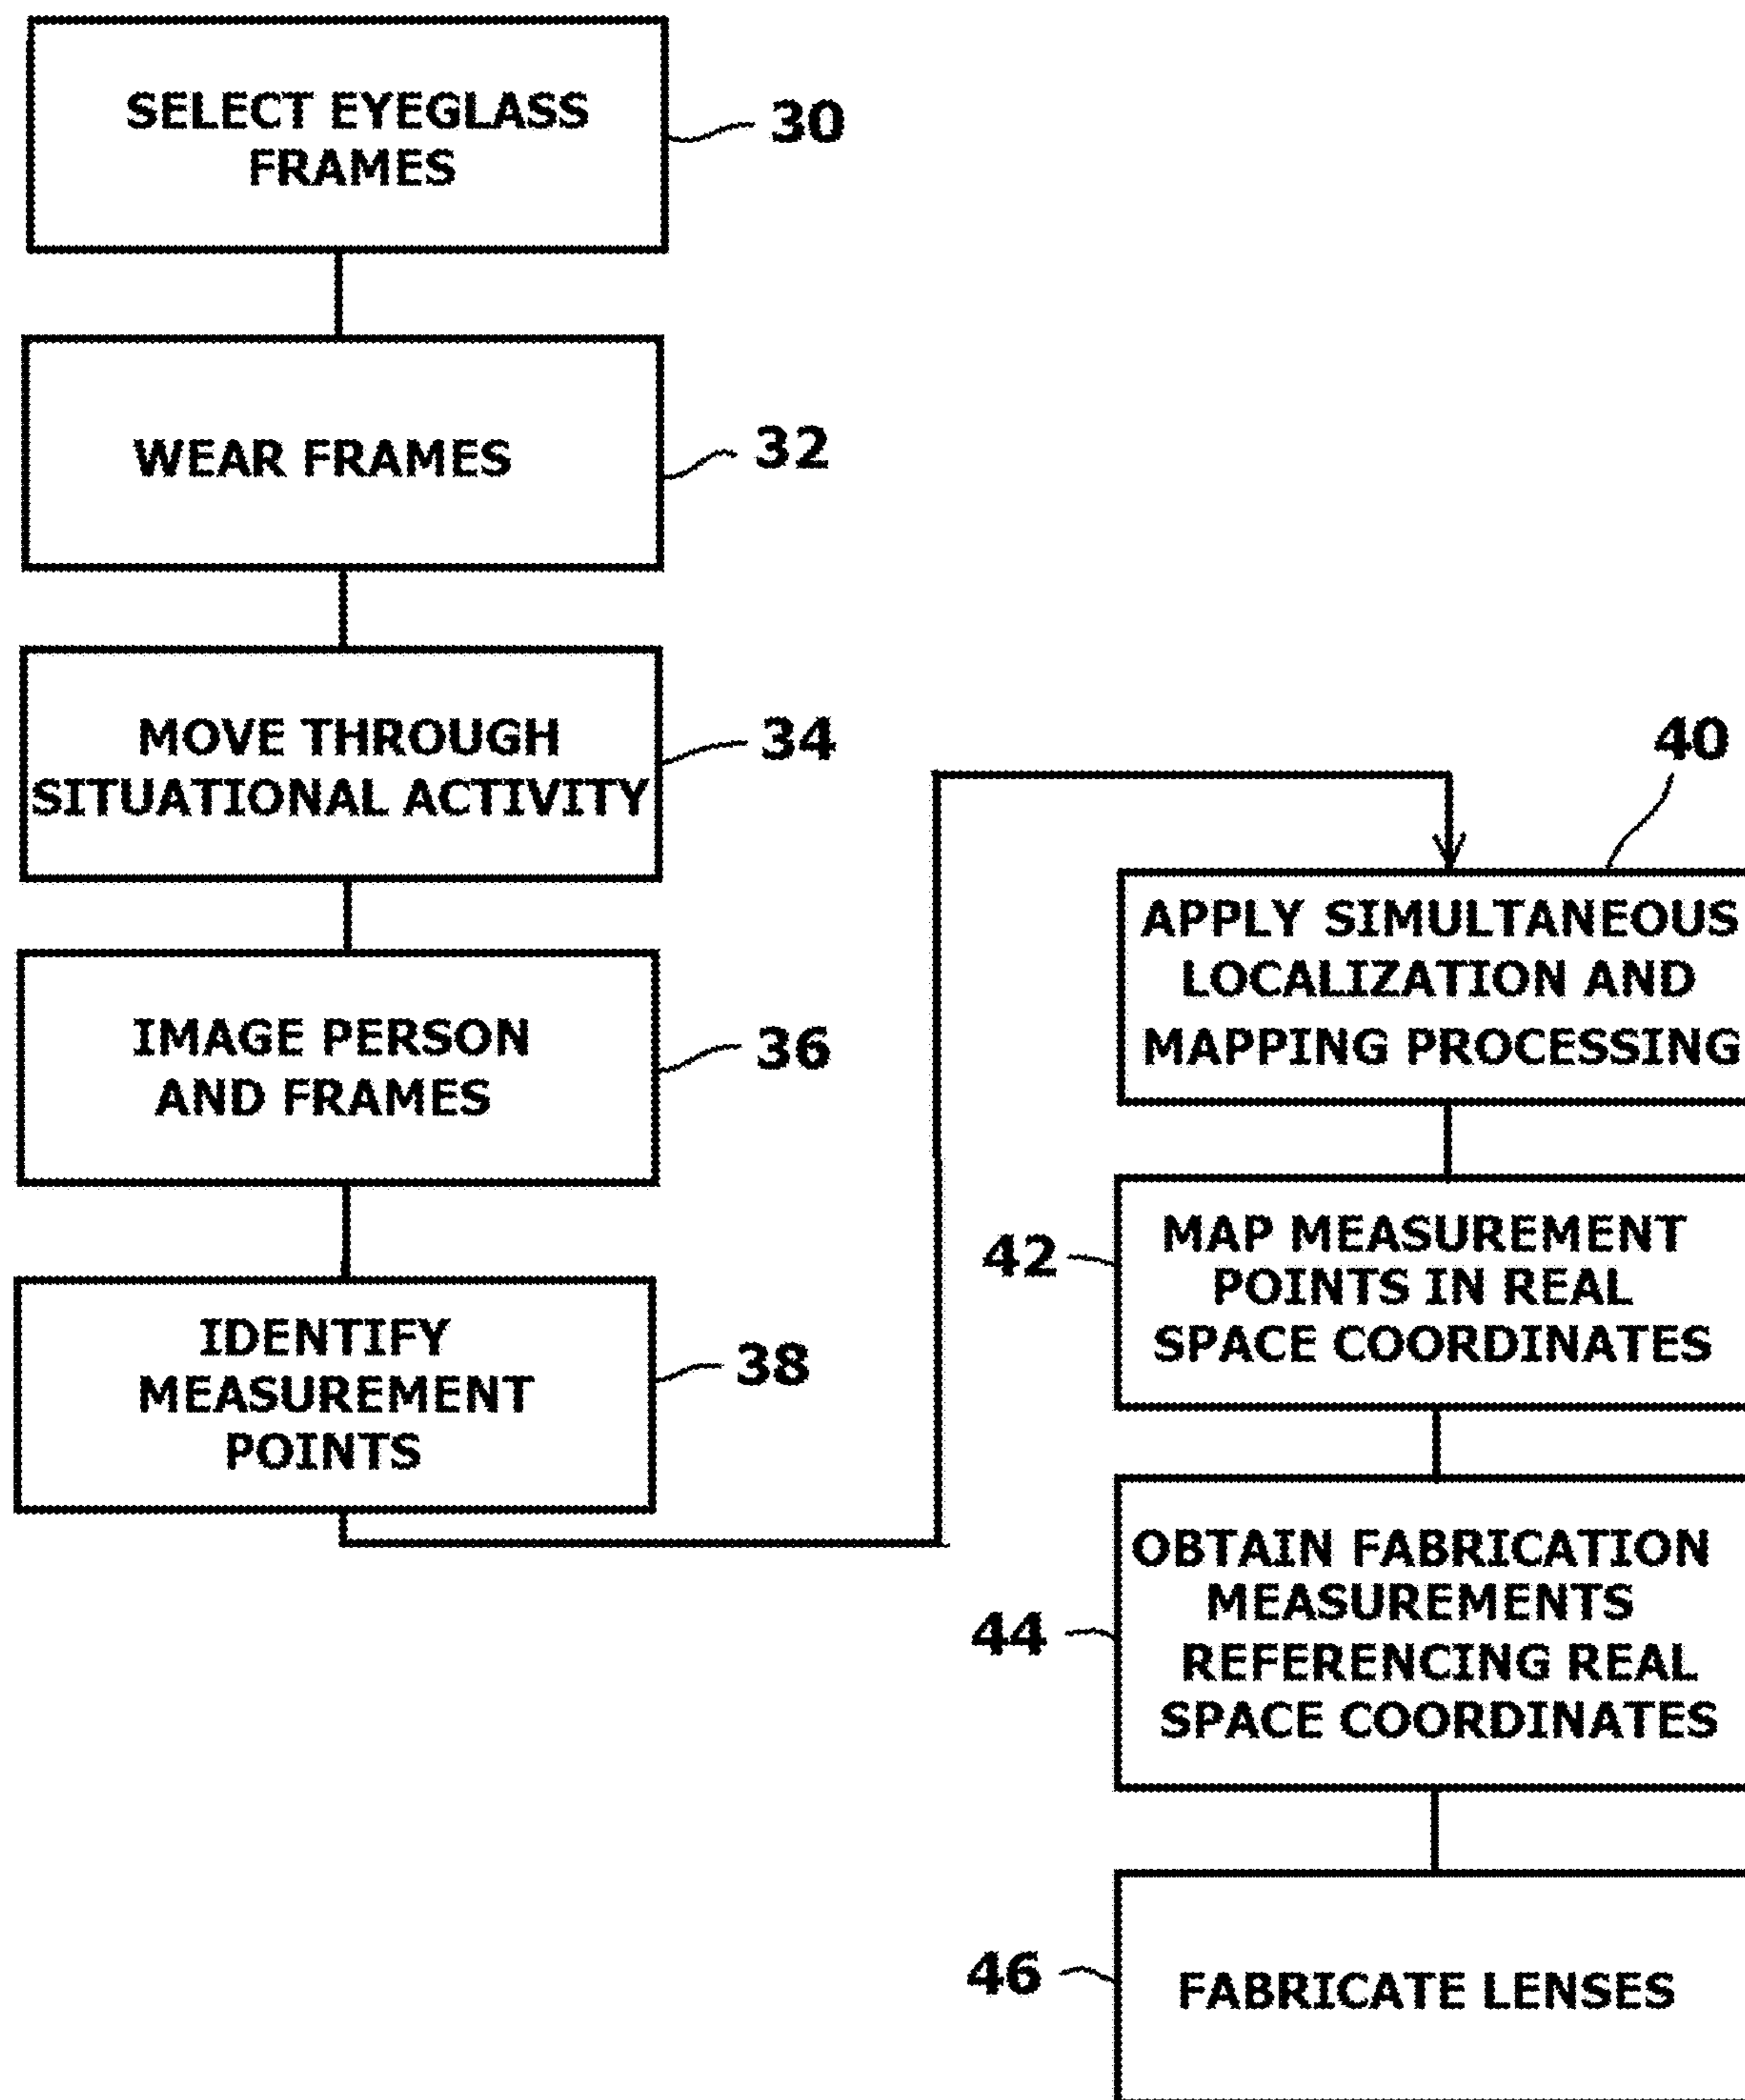 SELECT EYEGLASS
FRAMES
30
WEAR FRAMES
32
MOVE THROUGH
SITUATIONAL ACTIVITY
34
IMAGE PERSON
AND FRAMES
36
IDENTIFY
MEASUREMENT
POINTS
38
40
APPLY SIMULTANEOUS
LOCALIZATION AND
MAPPING PROCESSING
42
MAP MEASUREMENT
POINTS IN REAL
SPACE COORDINATES
44
OBTAIN FABRICATION
MEASUREMENTS
REFERENCING REAL
SPACE COORDINATES
46
FABRICATE LENSES